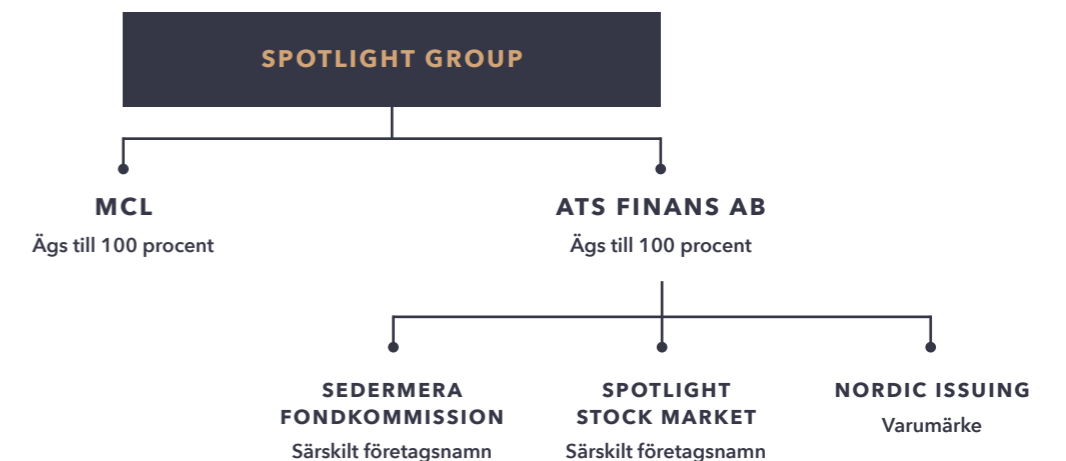 SPOTLIGHT GROUP
MCL
Ägs till 100 procent
ATS FINANS AB
Ägs till 100 procent
SEDERMERA
FONDKOMMISSION
Särskilt företagsnamn
SPOTLIGHT
STOCK MARKET
Särskilt företagsnamn
NORDIC ISSUING
Varumärke